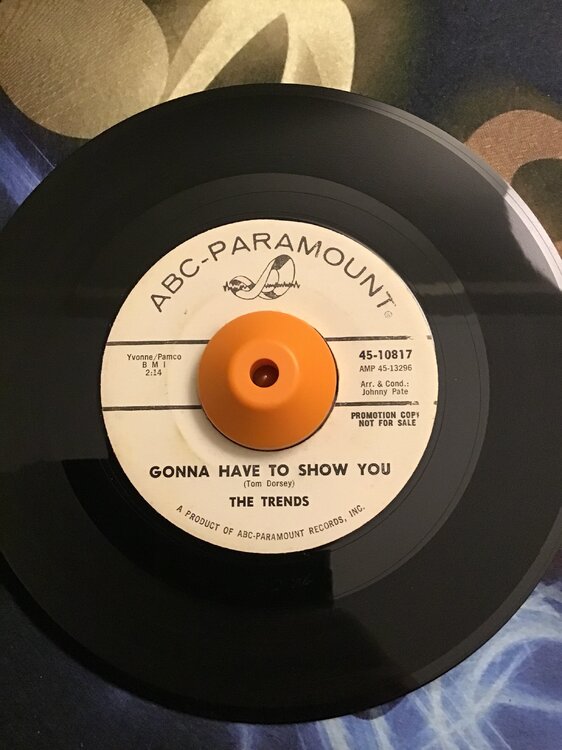 ABC-PARAMOUNT
®
Yvonne/Pamco
B M I
2:14
45-10817
AMP 45-13296
Arr. & Cond.:
Johnny Pate
PROMOTION COPY
NOT FOR SALE
GONNA HAVE TO SHOW YOU
(Tom Dorsey)
THE TRENDS
A PRODUCT OF ABC-PARAMOUNT RECORDS, INC.